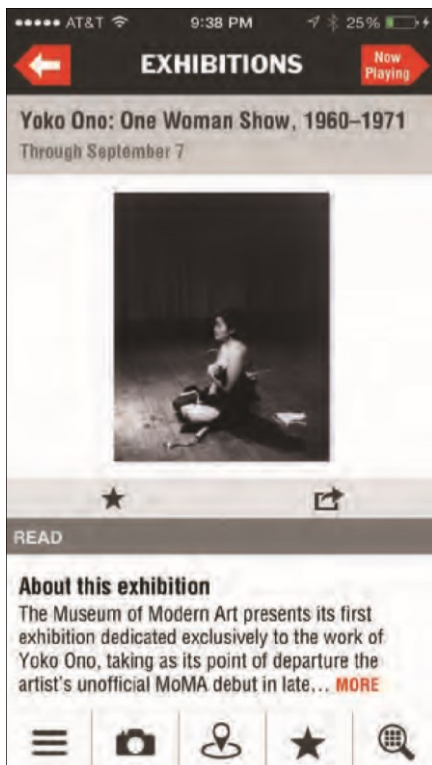 AT&T 9:38 PM 25%
EXHIBITIONS
Now
Playing
Yoko Ono: One Woman Show, 1960–1971
Through September 7
READ
About this exhibition
The Museum of Modern Art presents its first
exhibition dedicated exclusively to the work of
Yoko Ono, taking as its point of departure the
artist's unofficial MoMA debut in late... MORE